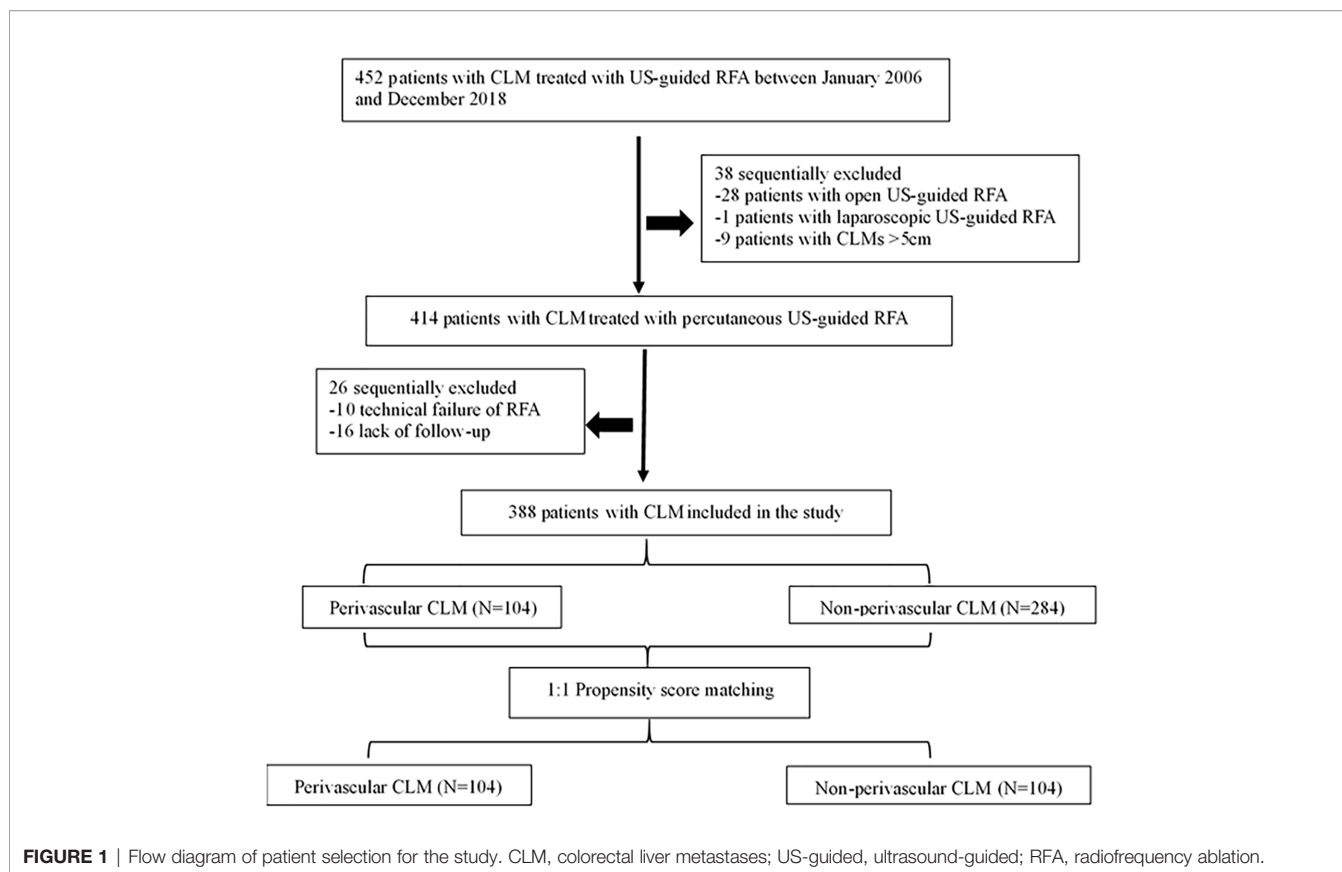 452 patients with CLM treated with US-guided RFA between January 2006
and December 2018
38 sequentially excluded
-28 patients with open US-guided RFA
-1 patients with laparoscopic US-guided RFA
-9 patients with CLMs >5cm
414 patients with CLM treated with percutaneous US-guided RFA
26 sequentially excluded
-10 technical failure of RFA
-16 lack of follow-up
388 patients with CLM included in the study
Perivascular CLM (N=104)
Non-perivascular CLM (N=284)
1:1 Propensity score matching
Perivascular CLM (N=104)
Non-perivascular CLM (N=104)
FIGURE 1 | Flow diagram of patient selection for the study. CLM, colorectal liver metastases; US-guided, ultrasound-guided; RFA, radiofrequency ablation.